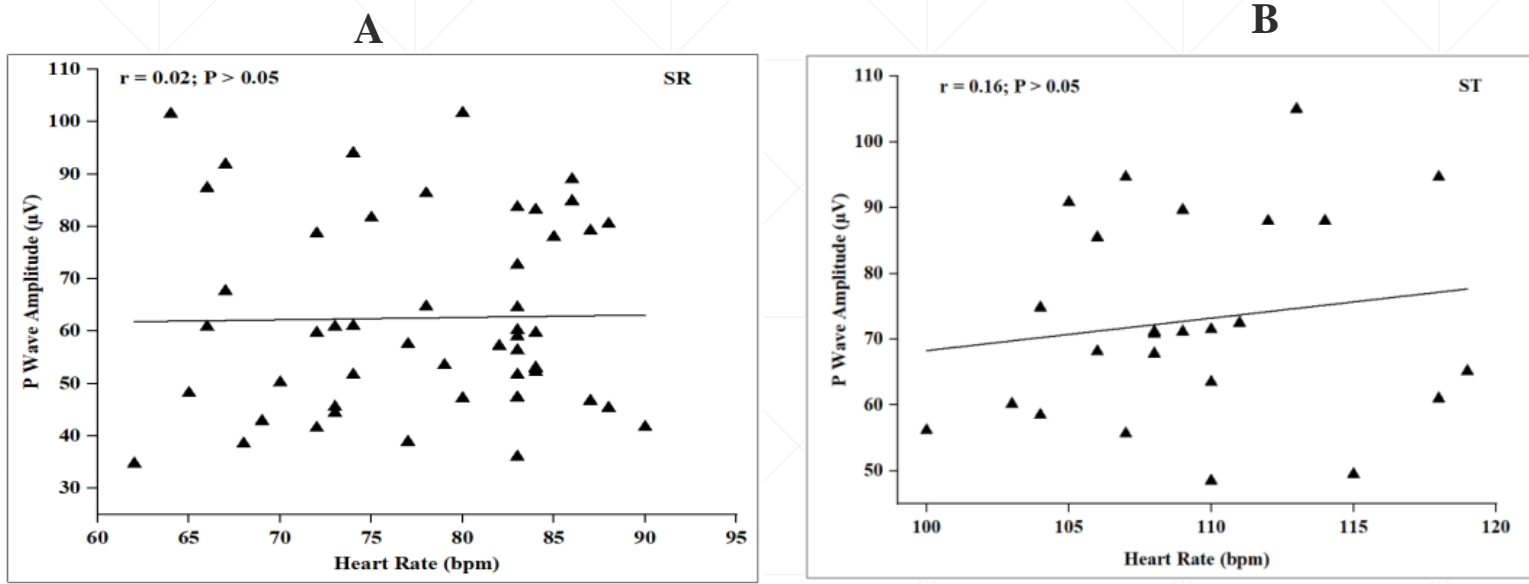 A
B
r = 0.02; P > 0.05
SR
110
100
90
80
70
60
50
40
30
P Wave Amplitude (µV)
60 65 70 75 80 85 90 95
Heart Rate (bpm)
r = 0.16; P > 0.05
ST
110
100
90
80
70
60
50
P Wave Amplitude (µV)
100 105 110 115 120
Heart Rate (bpm)